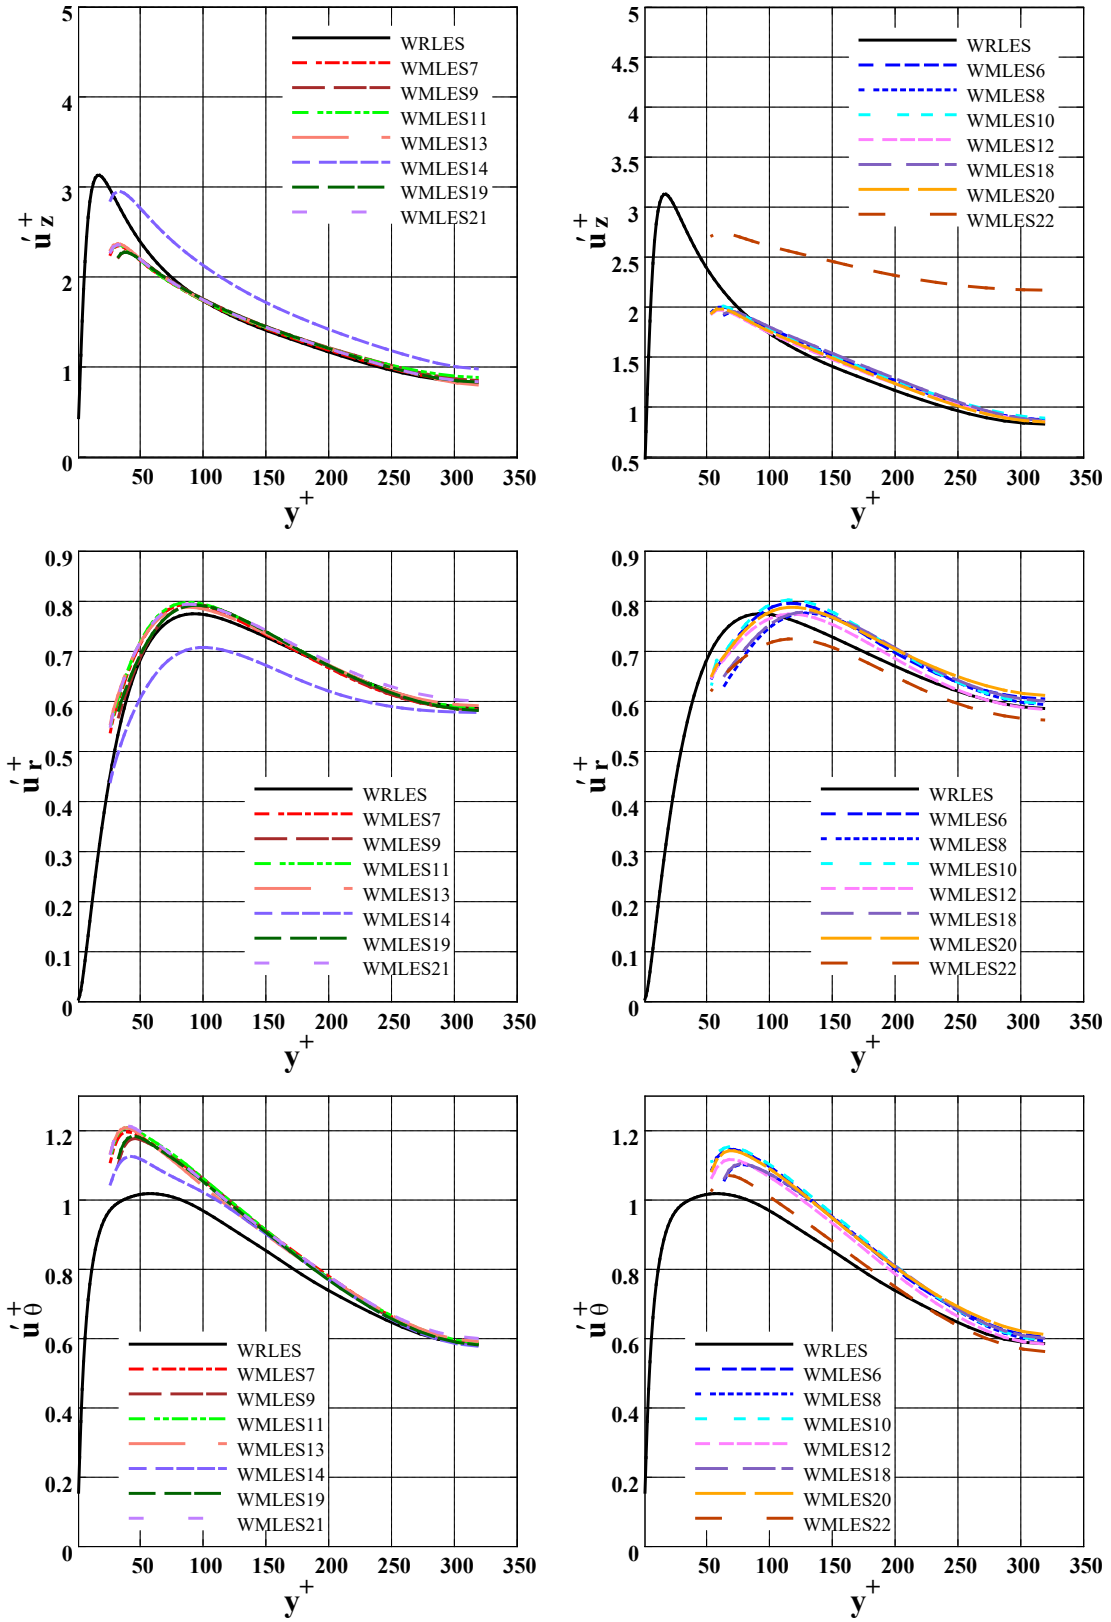 5
4
3
2
1
0
u′z+
WRLES
WMLES7
WMLES9
WMLES11
WMLES13
WMLES14
WMLES19
WMLES21
50 100 150 200 250 300 350
y+
5
4.5
4
3.5
3
2.5
2
1.5
1
0.5
u′z+
WRLES
WMLES6
WMLES8
WMLES10
WMLES12
WMLES18
WMLES20
WMLES22
50 100 150 200 250 300 350
y+
0.9
0.8
0.7
0.6
0.5
0.4
0.3
0.2
0.1
0
u′r+
WRLES
WMLES7
WMLES9
WMLES11
WMLES13
WMLES14
WMLES19
WMLES21
50 100 150 200 250 300 350
y+
0.9
0.8
0.7
0.6
0.5
0.4
0.3
0.2
0.1
0
u′r+
WRLES
WMLES6
WMLES8
WMLES10
WMLES12
WMLES18
WMLES20
WMLES22
50 100 150 200 250 300 350
y+
1.2
1
0.8
0.6
0.4
0.2
0
u′θ+
WRLES
WMLES7
WMLES9
WMLES11
WMLES13
WMLES14
WMLES19
WMLES21
50 100 150 200 250 300 350
y+
1.2
1
0.8
0.6
0.4
0.2
0
u′θ+
WRLES
WMLES6
WMLES8
WMLES10
WMLES12
WMLES18
WMLES20
WMLES22
50 100 150 200 250 300 350
y+